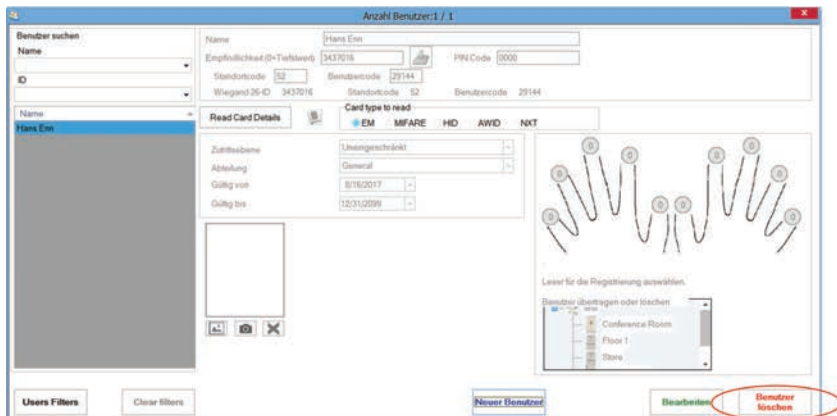 Anzahl Benutzer:1 / 1
x
Benutzer suchen
Name
ID
Name
Hans Enn
Name Hans Enn
Empfindlichkeit (0=Tiefstwert) 3437016 PIN Code 0000
Standortcode 52 Benutzercode 29144
Wiegand 26-ID 3437016 Standortcode 52 Benutzercode 29144
Read Card Details
Card type to read
EM MIFARE HID AWID NXT
Zutrittsebene Uneingeschränkt
Abteilung General
Gültig von 8/16/2017
Gültig bis 12/31/2099
0 0 0 0 0 0 0 0 0 0
Leser für die Registrierung auswählen.
Benutzer übertragen oder löschen
Conference Room
Floor 1
Store
Users Filters
Clear filters
Neuer Benutzer
Bearbeiten
Benutzer
löschen